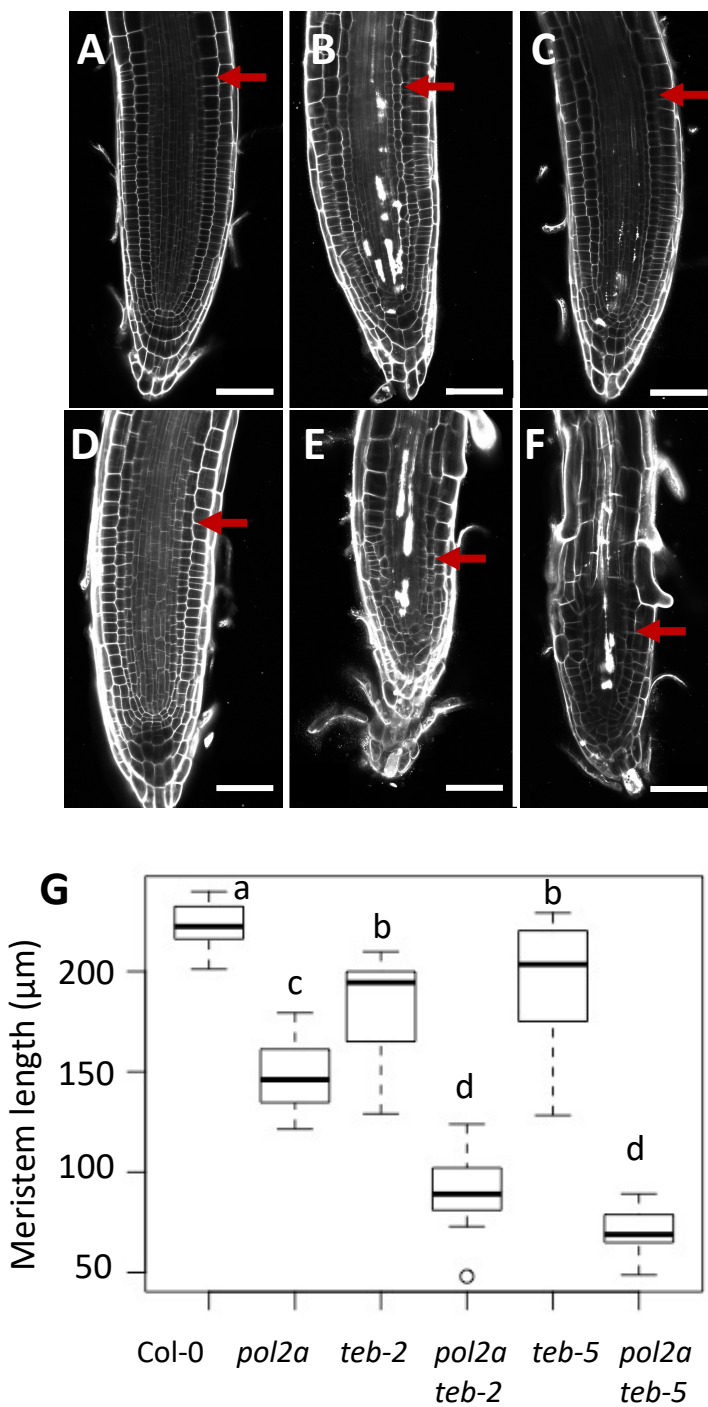 A B C
D E F
G
Meristem length (µm)
200
150
100
50
a
c
b
d
b
d
Col-0 pol2a teb-2 pol2a teb-5 pol2a
teb-2 teb-5